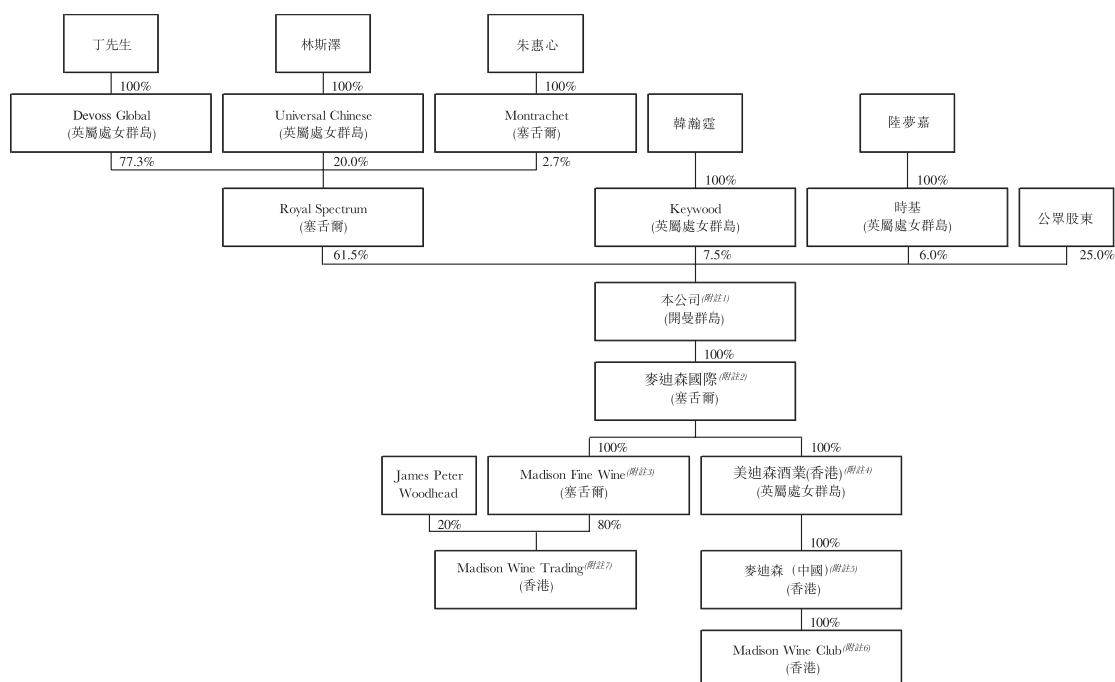 丁先生
林斯澤
朱惠心
100%
100%
100%
Devoss Global
(英屬處女群島)
Universal Chinese
(英屬處女群島)
Montrachet
(塞舌爾)
韓瀚霆
陸夢嘉
77.3%
20.0%
2.7%
100%
100%
Royal Spectrum
(塞舌爾)
Keywood
(英屬處女群島)
時基
(英屬處女群島)
公眾股東
61.5%
7.5%
6.0%
25.0%
本公司(附註1)
(開曼群島)
100%
麥迪森國際(附註2)
(塞舌爾)
100%
100%
James Peter
Woodhead
Madison Fine Wine(附註3)
(塞舌爾)
美迪森酒業(香港)(附註4)
(英屬處女群島)
20%
80%
100%
Madison Wine Trading(附註7)
(香港)
麥迪森（中國）(附註5)
(香港)
100%
Madison Wine Club(附註6)
(香港)